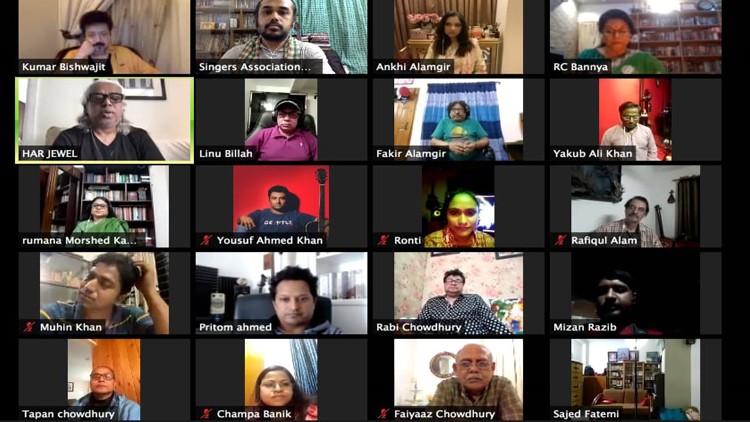 Kumar Bishwajit
Singers Association...
Ankhi Alamgir
RC Bannya
HAR JEWEL
Linu Billah
Fakir Alamgir
Yakub Ali Khan
rumana Morshed Ka...
Yousuf Ahmed Khan
Ronti
Rafiqul Alam
Muhin Khan
Pritom ahmed
Rabi Chowdhury
Mizan Razib
Tapan chowdhury
Champa Banik
Faiyaaz Chowdhury
Sajed Fatemi